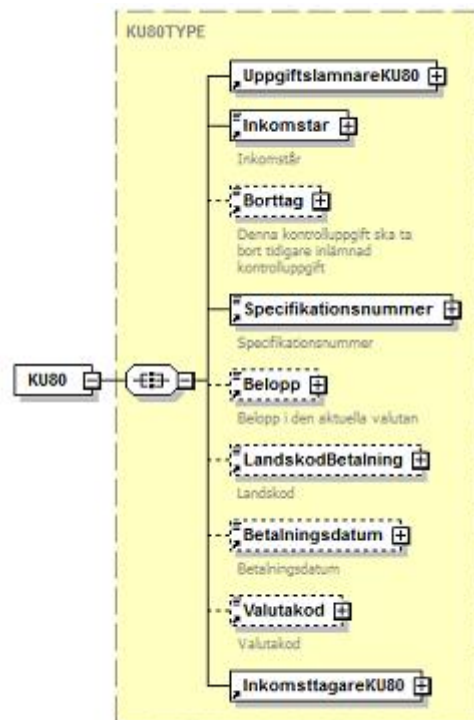 KU80TYPE
UppgiftslamnareKU80
Inkomstar
Inkomstår
Borttag
Denna kontrolluppgift ska ta
bort tidigare inlämnad
kontrolluppgift
Specifikationsnummer
Specifikationsnummer
KU80
Belopp
Belopp i den aktuella valutan
LandskodBetalning
Landskod
Betalningsdatum
Betalningsdatum
Valutakod
Valutakod
InkomsttagareKU80